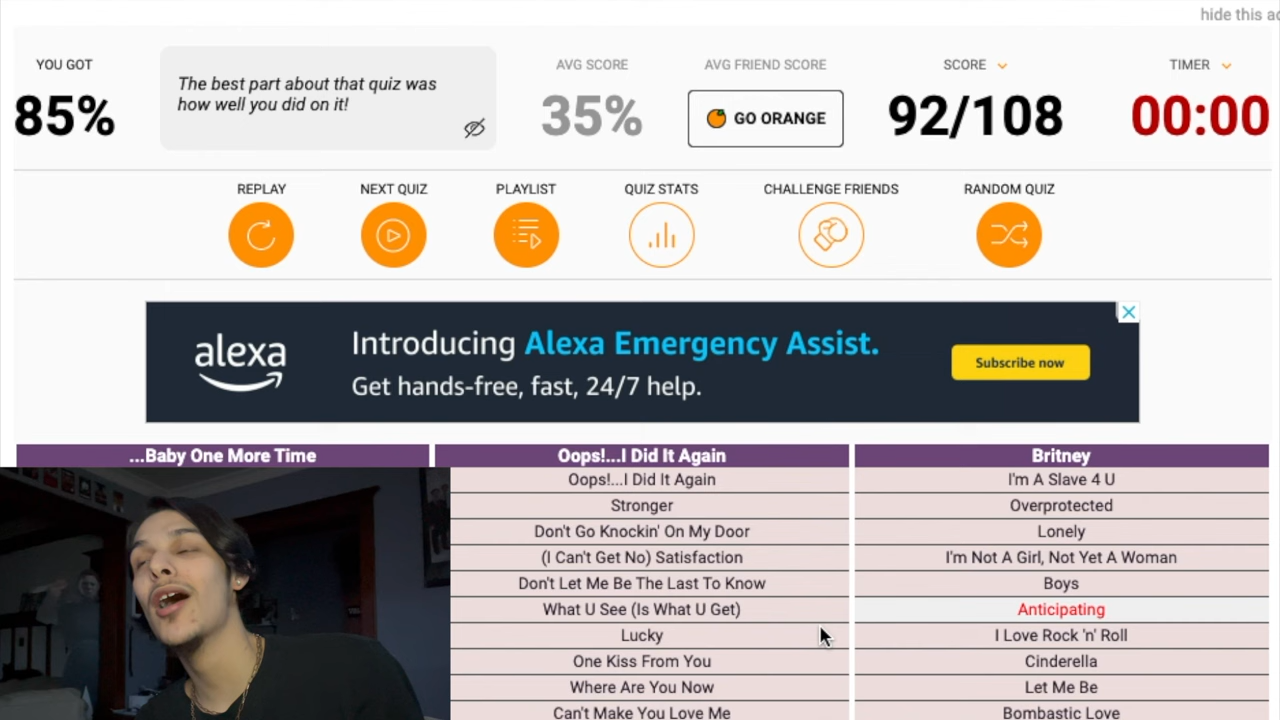 hide this
YOU GOT
85%
The best part about that quiz was
how well you did on it!
AVG SCORE
35%
AVG FRIEND SCORE
GO ORANGE
SCORE
92/108
TIMER
00:00
REPLAY
NEXT QUIZ
PLAYLIST
QUIZ STATS
CHALLENGE FRIENDS
RANDOM QUIZ
alexa
Introducing Alexa Emergency Assist.
Get hands-free, fast, 24/7 help.
Subscribe now
...Baby One More Time
Oops!...I Did It Again
Oops!...I Did It Again
Stronger
Don't Go Knockin' On My Door
(I Can't Get No) Satisfaction
Don't Let Me Be The Last To Know
What U See (Is What U Get)
Lucky
One Kiss From You
Where Are You Now
Can't Make You Love Me
Britney
I'm A Slave 4 U
Overprotected
Lonely
I'm Not A Girl, Not Yet A Woman
Boys
Anticipating
I Love Rock 'n' Roll
Cinderella
Let Me Be
Bombastic Love